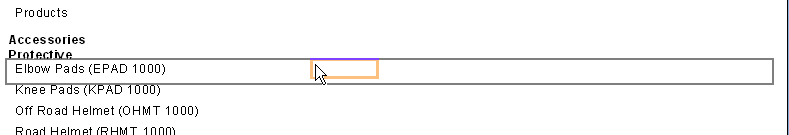 Products
Accessories
Protective
Elbow Pads (EPAD 1000)
Knee Pads (KPAD 1000)
Off Road Helmet (OHMT 1000)
Road Helmet (RHMT 1000)